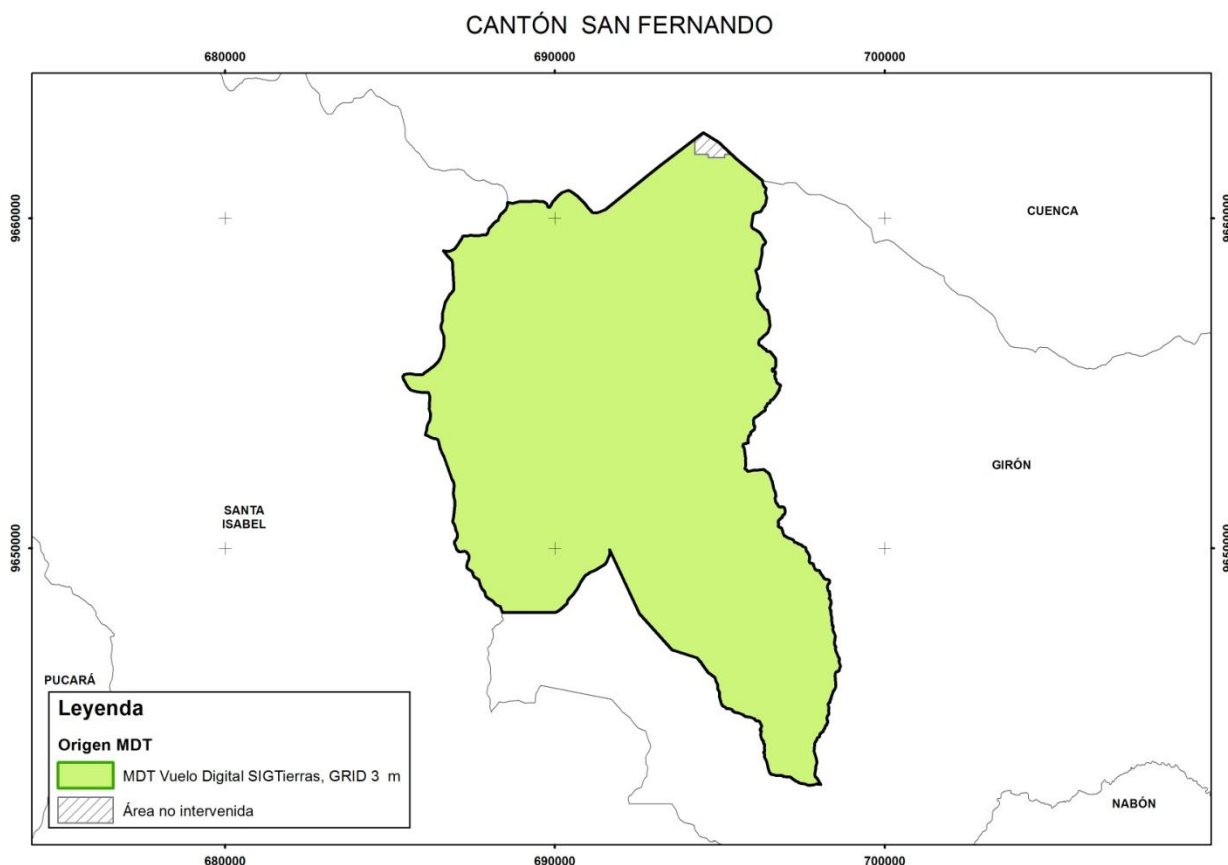 CANTÓN SAN FERNANDO
680000
690000
700000
9660000
9660000
CUENCA
GIRÓN
SANTA
ISABEL
9650000
9650000
PUCARÁ
Leyenda
Origen MDT
MDT Vuelo Digital SIGTierras, GRID 3 m
Área no intervenida
NABÓN
680000
690000
700000